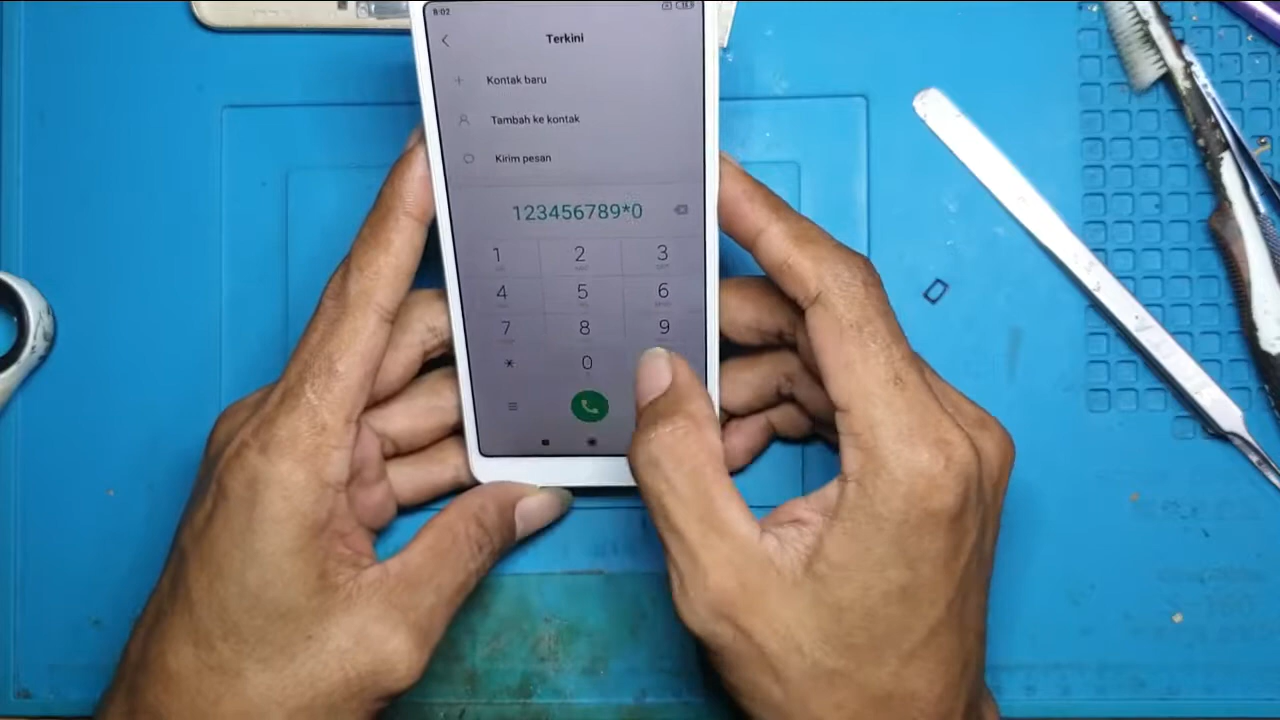 8:02
Terkini
Kontak baru
Tambah ke kontak
Kirim pesan
123456789*0
1 2 3
4 5 6
7 8 9
* 0